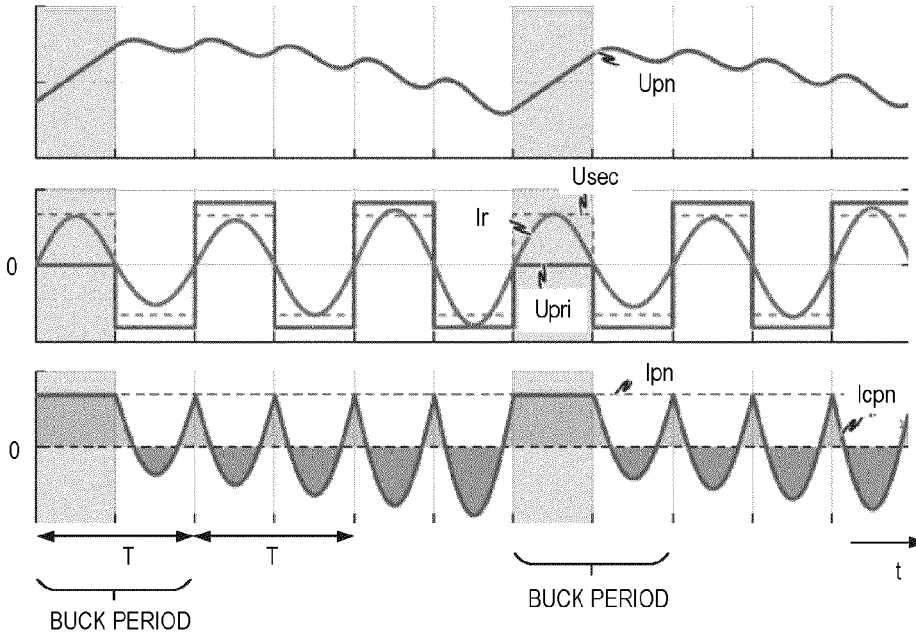 Upn
Usec
Ir
0
Upri
Ipn
Icpn
0
T
T
t
BUCK PERIOD
BUCK PERIOD